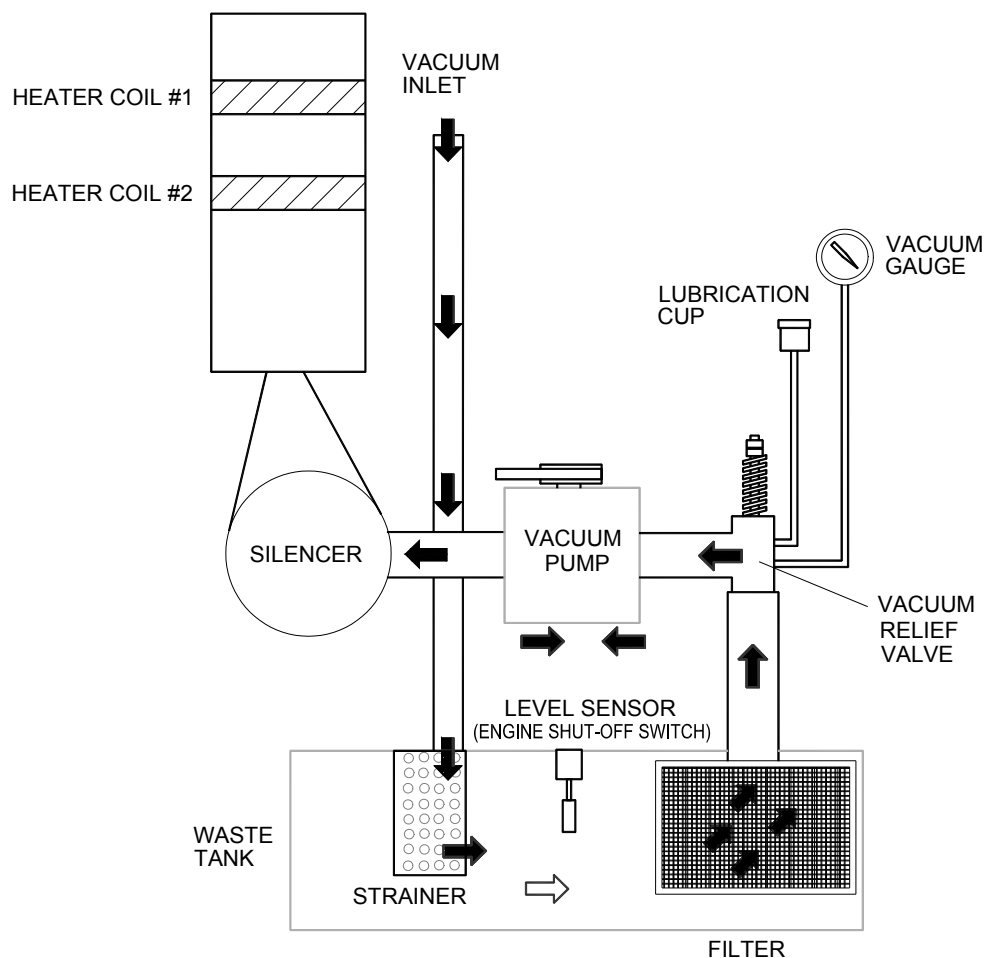 HEATER COIL #1
HEATER COIL #2
VACUUM
INLET
VACUUM
GAUGE
LUBRICATION
CUP
SILENCER
VACUUM
PUMP
VACUUM
RELIEF
VALVE
LEVEL SENSOR
(ENGINE SHUT-OFF SWITCH)
WASTE
TANK
STRAINER
FILTER